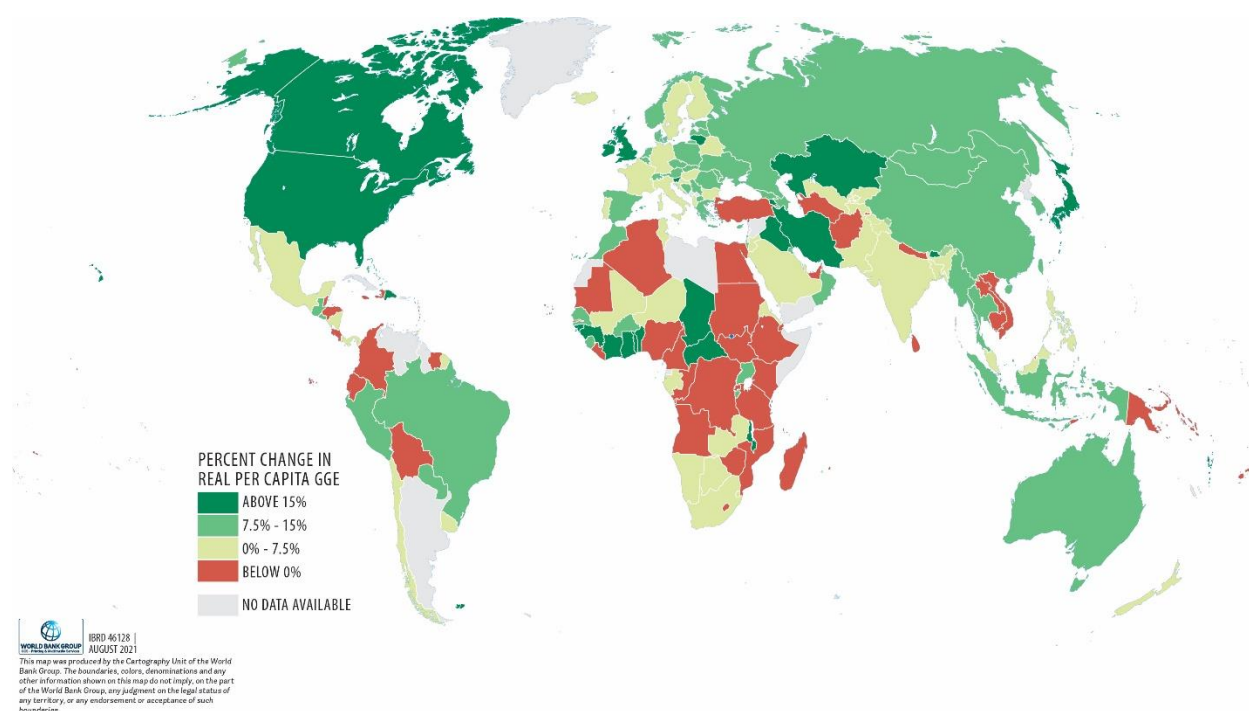 PERCENT CHANGE IN
REAL PER CAPITA GGE
ABOVE 15%
7.5% - 15%
0% - 7.5%
BELOW 0%
NO DATA AVAILABLE
WORLD BANK GROUP
IBRD 46128 |
AUGUST 2021
This map was produced by the Cartography Unit of the World
Bank Group. The boundaries, colors, denominations and any
other information shown on this map do not imply, on the part
of the World Bank Group, any judgment on the legal status of
any territory, or any endorsement or acceptance of such
boundaries.